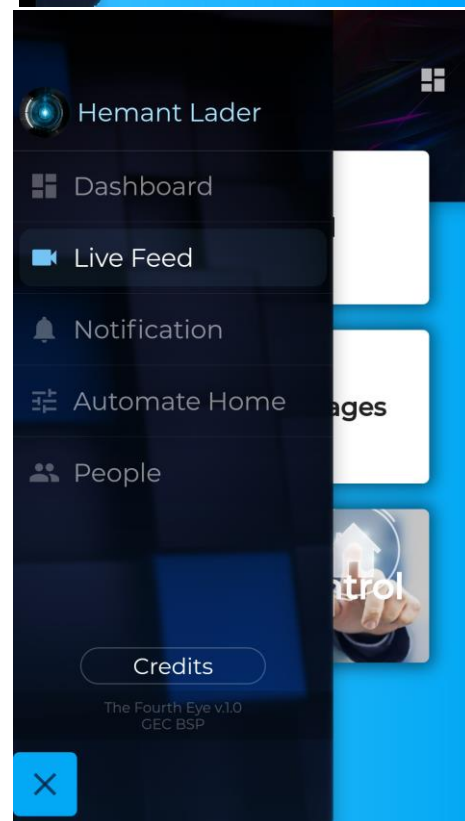 Hemant Lader
Dashboard
Live Feed
Notification
Automate Home
ages
People
trol
Credits
The Fourth Eye v.1.0
GEC BSP